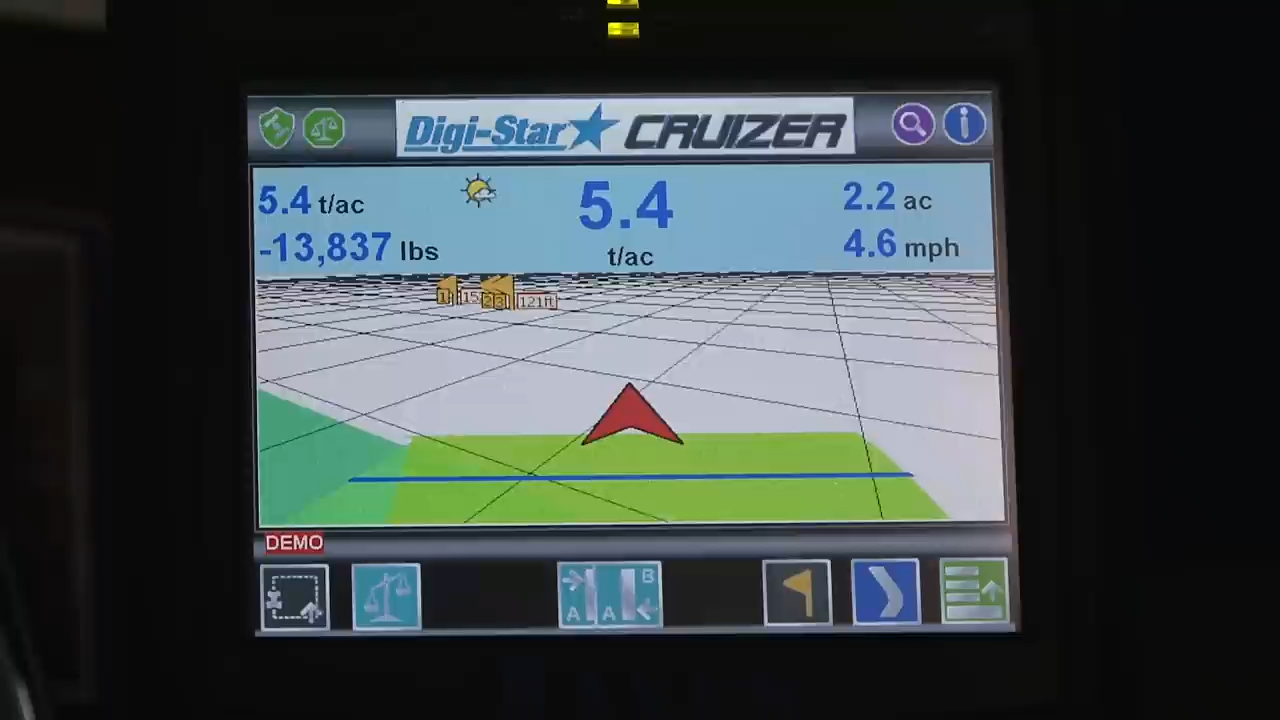 Digi-Star CRUIZER
5.4 t/ac
5.4
2.2 ac
-13,837 lbs
t/ac
4.6 mph
121ft
DEMO
A A B